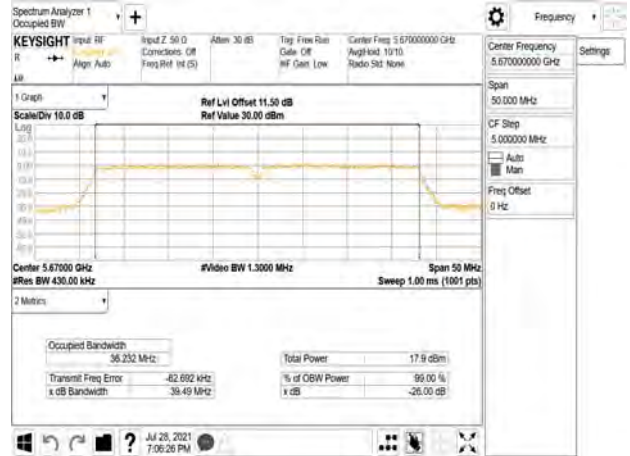 Spectrum Analyzer 1
Occupied BW
Frequency
KEYSIGHT Input: RF
Input Z: 50 Ω
Atten: 30 dB
Trig: Free Run
Center Freq: 5.670000000 GHz
R
Corrections: Off
Gate: Off
Avg|Hold: 10/10
Align: Auto
Freq Ref: Int (S)
#IF Gain: Low
Radio Std: None
Center Frequency
5.670000000 GHz
Settings
Span
50.000 MHz
CF Step
5.000000 MHz
Auto
Man
Freq Offset
0 Hz
1 Graph
Ref Lvl Offset 11.50 dB
Scale/Div 10.0 dB
Ref Value 30.00 dBm
Log
Center 5.67000 GHz
#Video BW 1.3000 MHz
Span 50 MHz
#Res BW 430.00 kHz
Sweep 1.00 ms (1001 pts)
2 Metrics
Occupied Bandwidth
36.232 MHz
Total Power
17.9 dBm
Transmit Freq Error
-82.692 kHz
% of OBW Power
99.00 %
x dB Bandwidth
39.49 MHz
x dB
-26.00 dB
?
Jul 28, 2021
7:06:26 PM